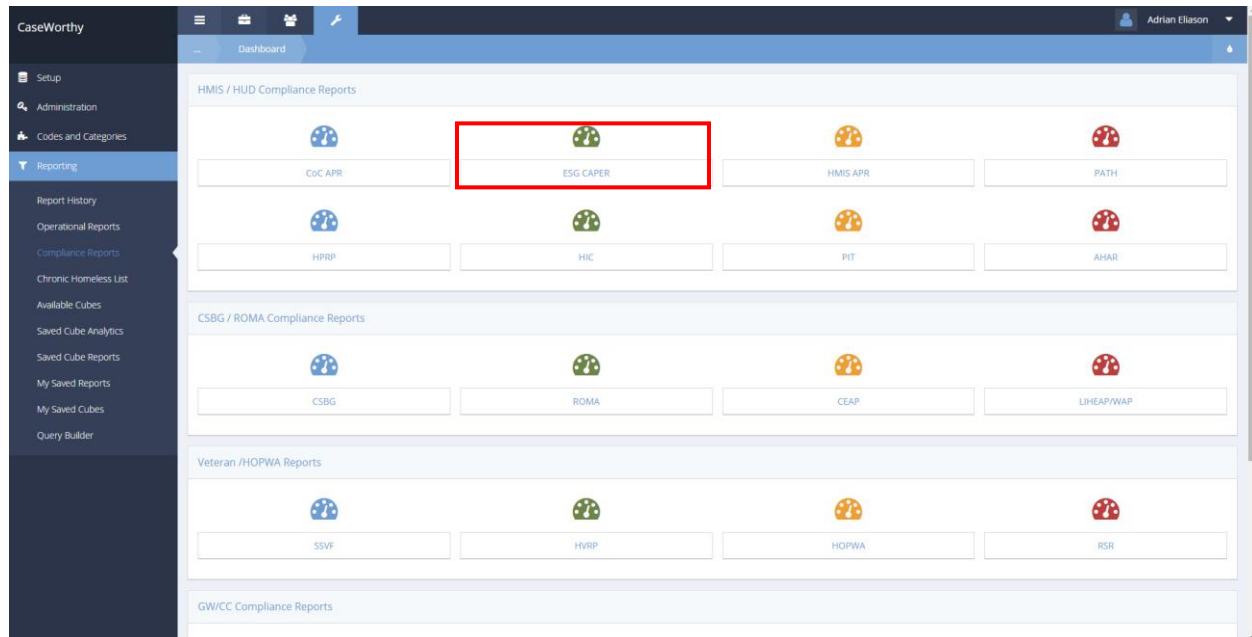 CaseWorthy
Adrian Eliason
... Dashboard
Setup
Administration
Codes and Categories
Reporting
Report History
Operational Reports
Compliance Reports
Chronic Homeless List
Available Cubes
Saved Cube Analytics
Saved Cube Reports
My Saved Reports
My Saved Cubes
Query Builder
HMIS / HUD Compliance Reports
CoC APR
ESG CAPER
HMIS APR
PATH
HPRP
HIC
PIT
AHAR
CSBG / ROMA Compliance Reports
CSBG
ROMA
CEAP
LIHEAP/WAP
Veteran /HOPWA Reports
SSVF
HVRP
HOPWA
RSR
GW/CC Compliance Reports